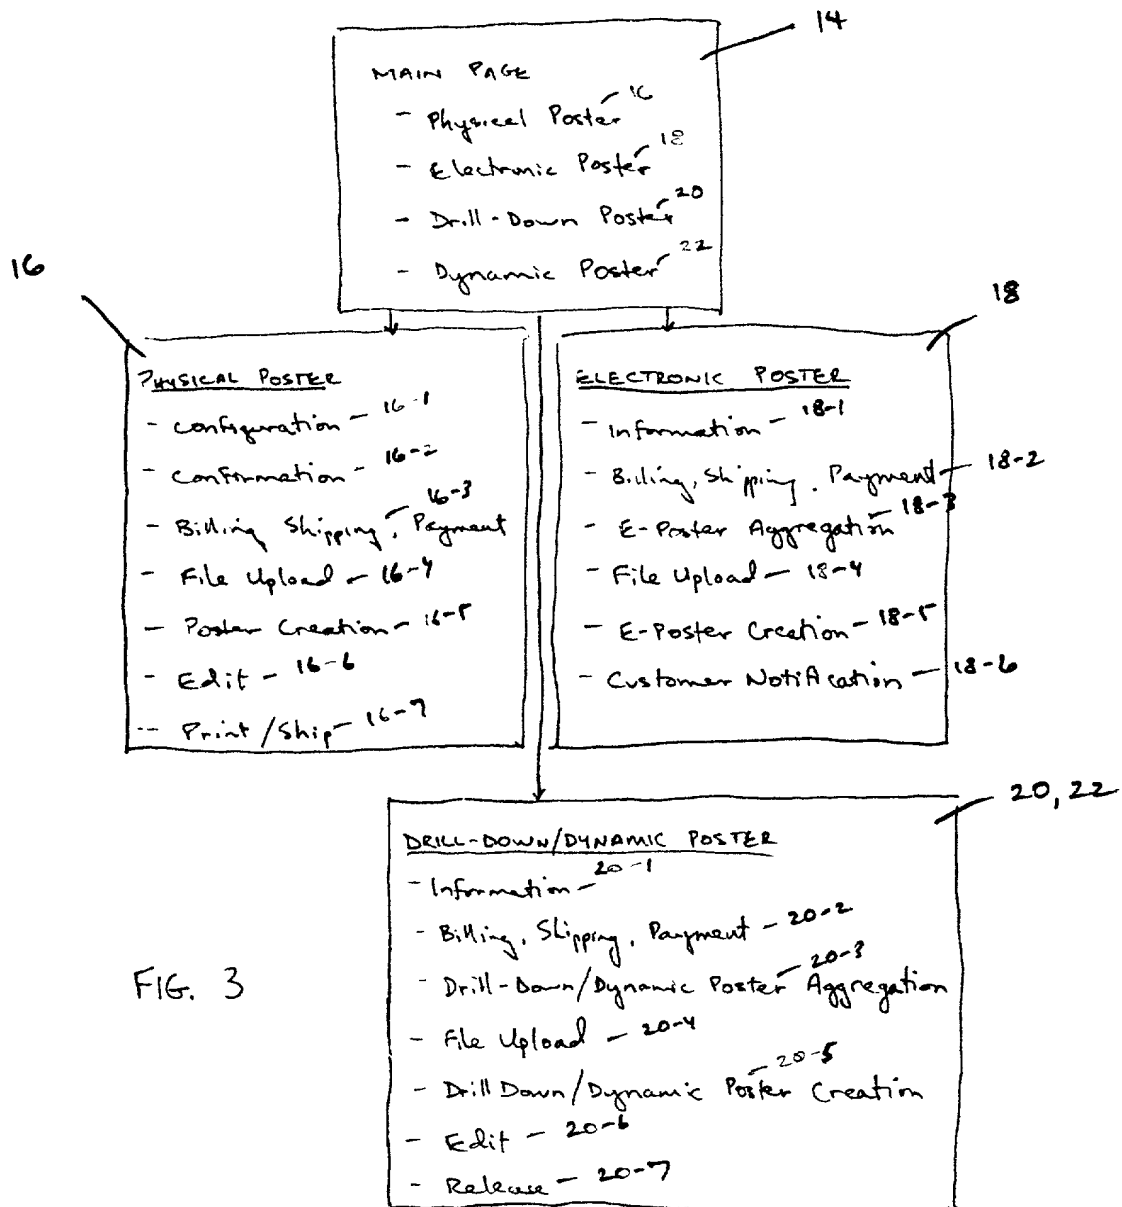 14
MAIN PAGE
- Physical Poster 16
- Electronic Poster 18
- Drill-Down Poster 20
- Dynamic Poster 22
16
PHYSICAL POSTER
- Configuration - 16-1
- Confirmation - 16-2
- Billing, Shipping, Payment 16-3
- File Upload - 16-4
- Poster Creation - 16-5
- Edit - 16-6
- Print/Ship - 16-7
18
ELECTRONIC POSTER
- Information - 18-1
- Billing, Shipping, Payment - 18-2
- E-Poster Aggregation 18-3
- File Upload - 18-4
- E-Poster Creation - 18-5
- Customer Notification - 18-6
20, 22
DRILL-DOWN/DYNAMIC POSTER
- Information - 20-1
- Billing, Shipping, Payment - 20-2
- Drill-Down/Dynamic Poster Aggregation 20-3
- File Upload - 20-4
- Drill Down/Dynamic Poster Creation 20-5
- Edit - 20-6
- Release - 20-7
FIG. 3